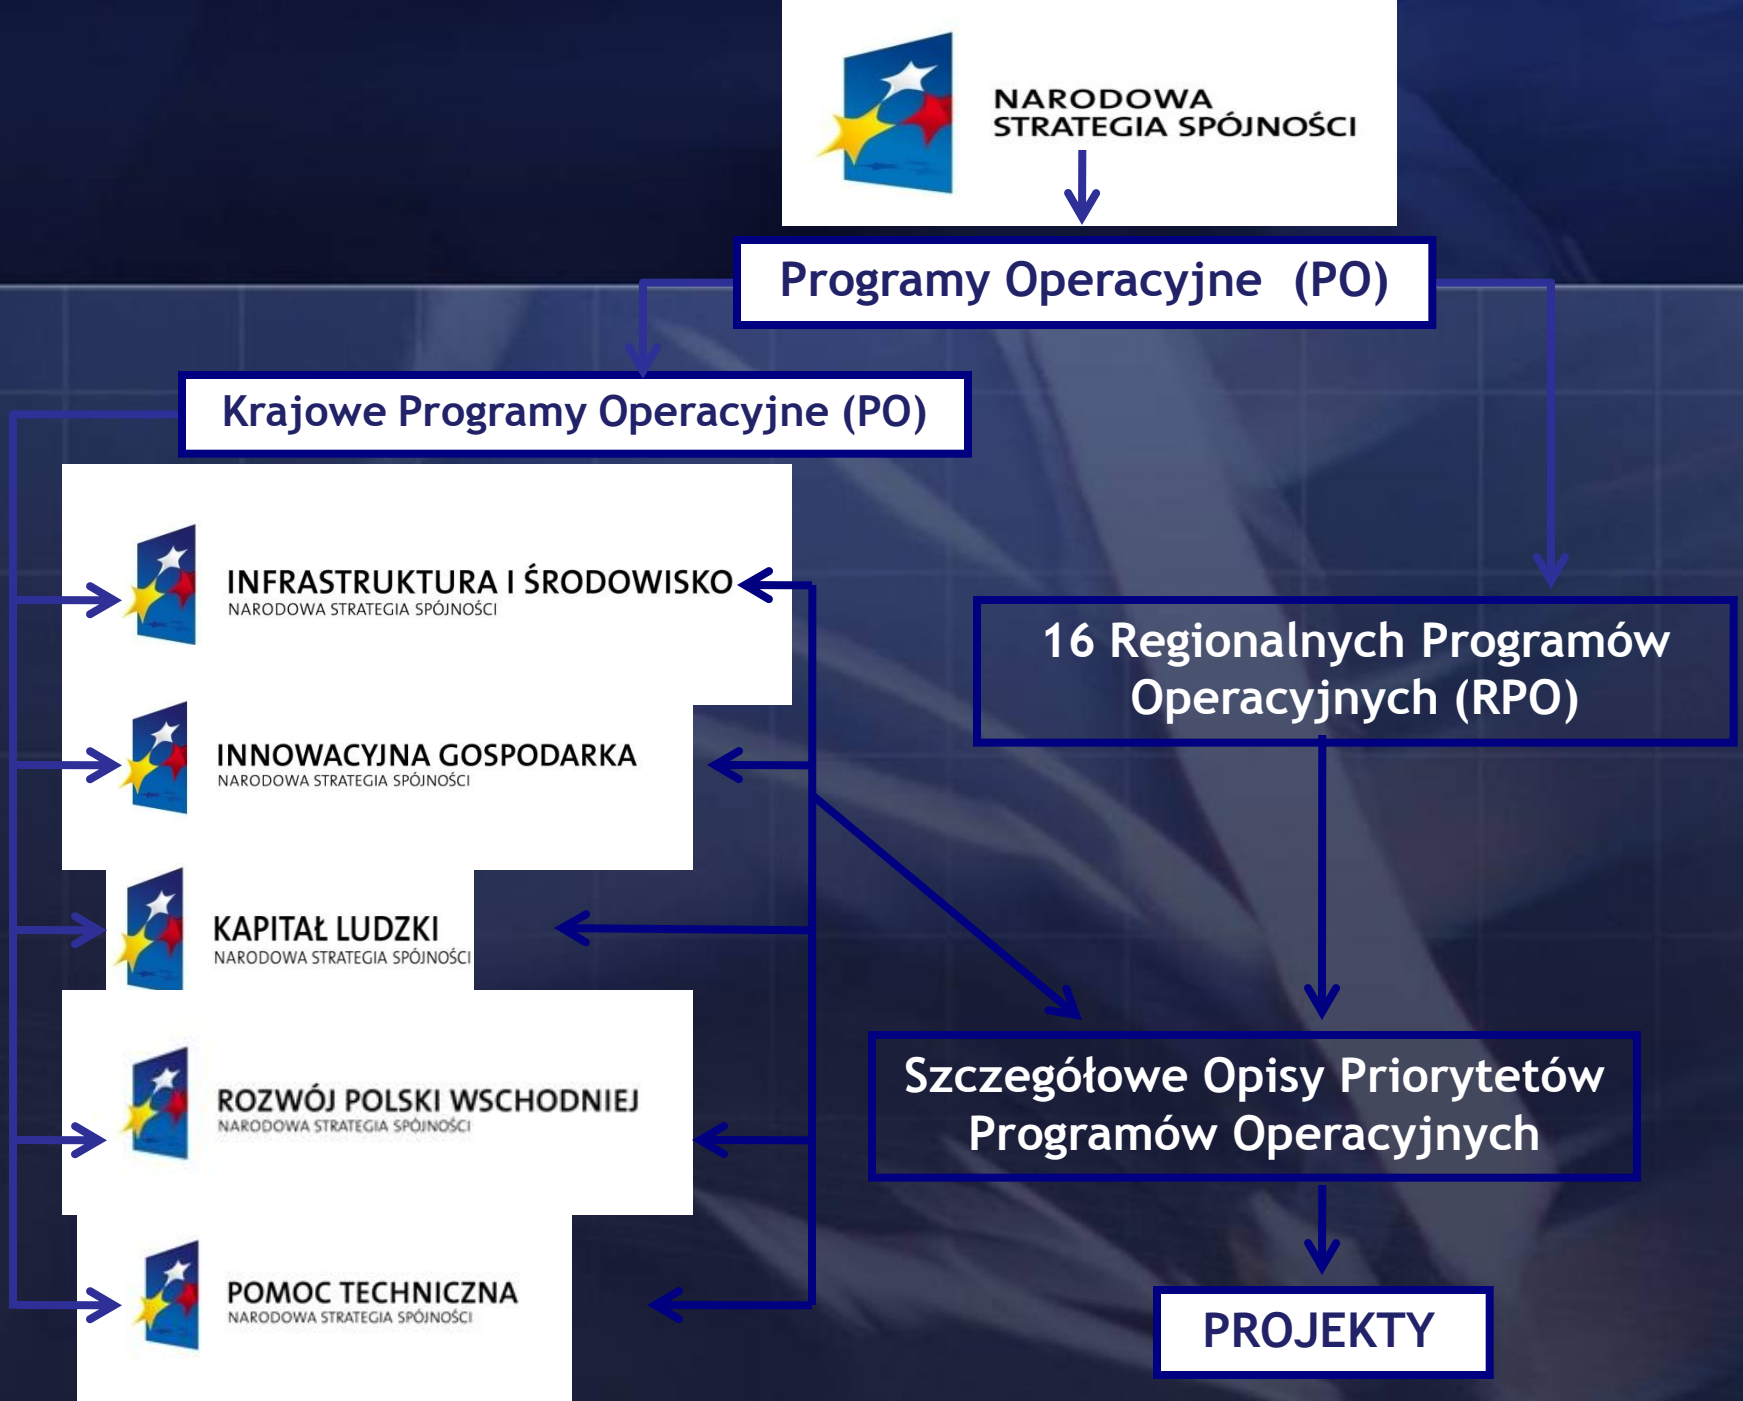 NARODOWA
STRATEGIA SPÓJNOŚCI
Programy Operacyjne (PO)
Krajowe Programy Operacyjne (PO)
INFRASTRUKTURA I ŚRODOWISKO
NARODOWA STRATEGIA SPÓJNOŚCI
INNOWACYJNA GOSPODARKA
NARODOWA STRATEGIA SPÓJNOŚCI
KAPITAŁ LUDZKI
NARODOWA STRATEGIA SPÓJNOŚCI
ROZWÓJ POLSKI WSCHODNIEJ
NARODOWA STRATEGIA SPÓJNOŚCI
POMOC TECHNICZNA
NARODOWA STRATEGIA SPÓJNOŚCI
16 Regionalnych Programów
Operacyjnych (RPO)
Szczegółowe Opisy Priorytetów
Programów Operacyjnych
PROJEKTY